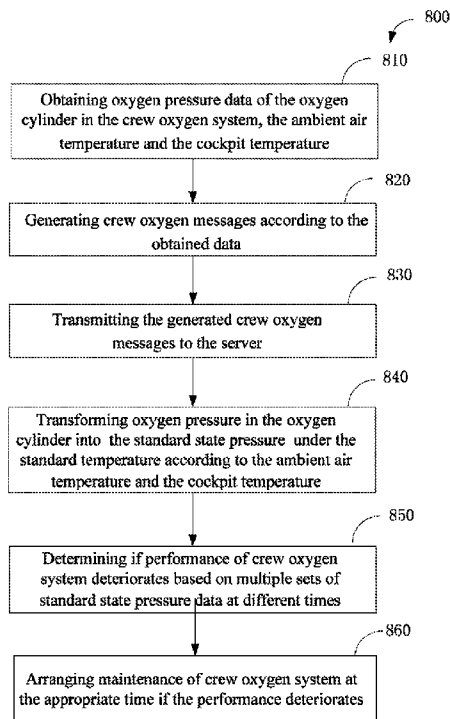 800
810
Obtaining oxygen pressure data of the oxygen
cylinder in the crew oxygen system, the ambient air
temperature and the cockpit temperature
820
Generating crew oxygen messages according to the
obtained data
830
Transmitting the generated crew oxygen
messages to the server
840
Transforming oxygen pressure in the oxygen
cylinder into the standard state pressure under the
standard temperature according to the ambient air
temperature and the cockpit temperature
850
Determining if performance of crew oxygen
system deteriorates based on multiple sets of
standard state pressure data at different times
860
Arranging maintenance of crew oxygen system at
the appropriate time if the performance deteriorates